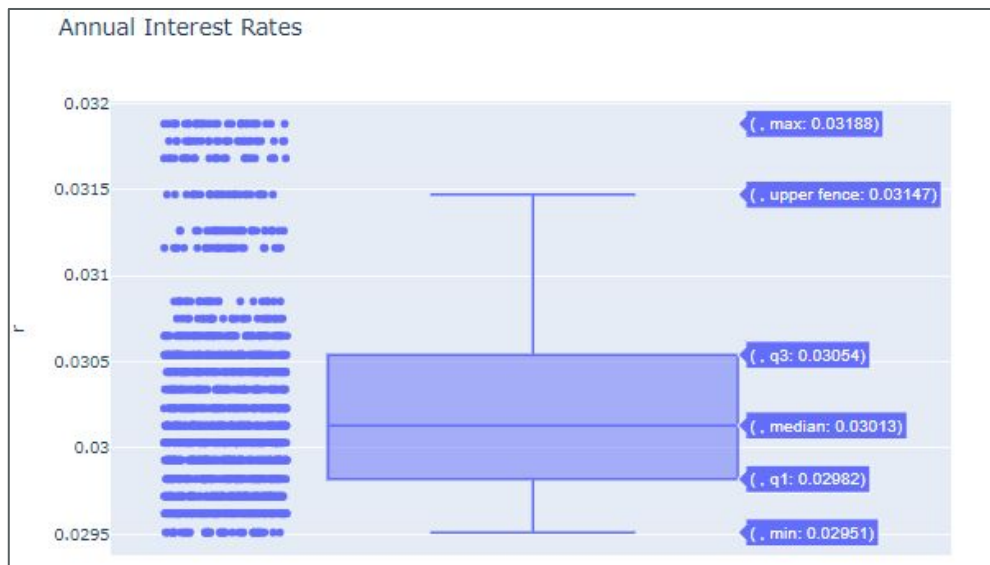 Annual Interest Rates
0.032
(, max: 0.03188)
0.0315
(, upper fence: 0.03147)
0.031
r
0.0305
(, q3: 0.03054)
(, median: 0.03013)
0.03
(, q1: 0.02982)
0.0295
(, min: 0.02951)